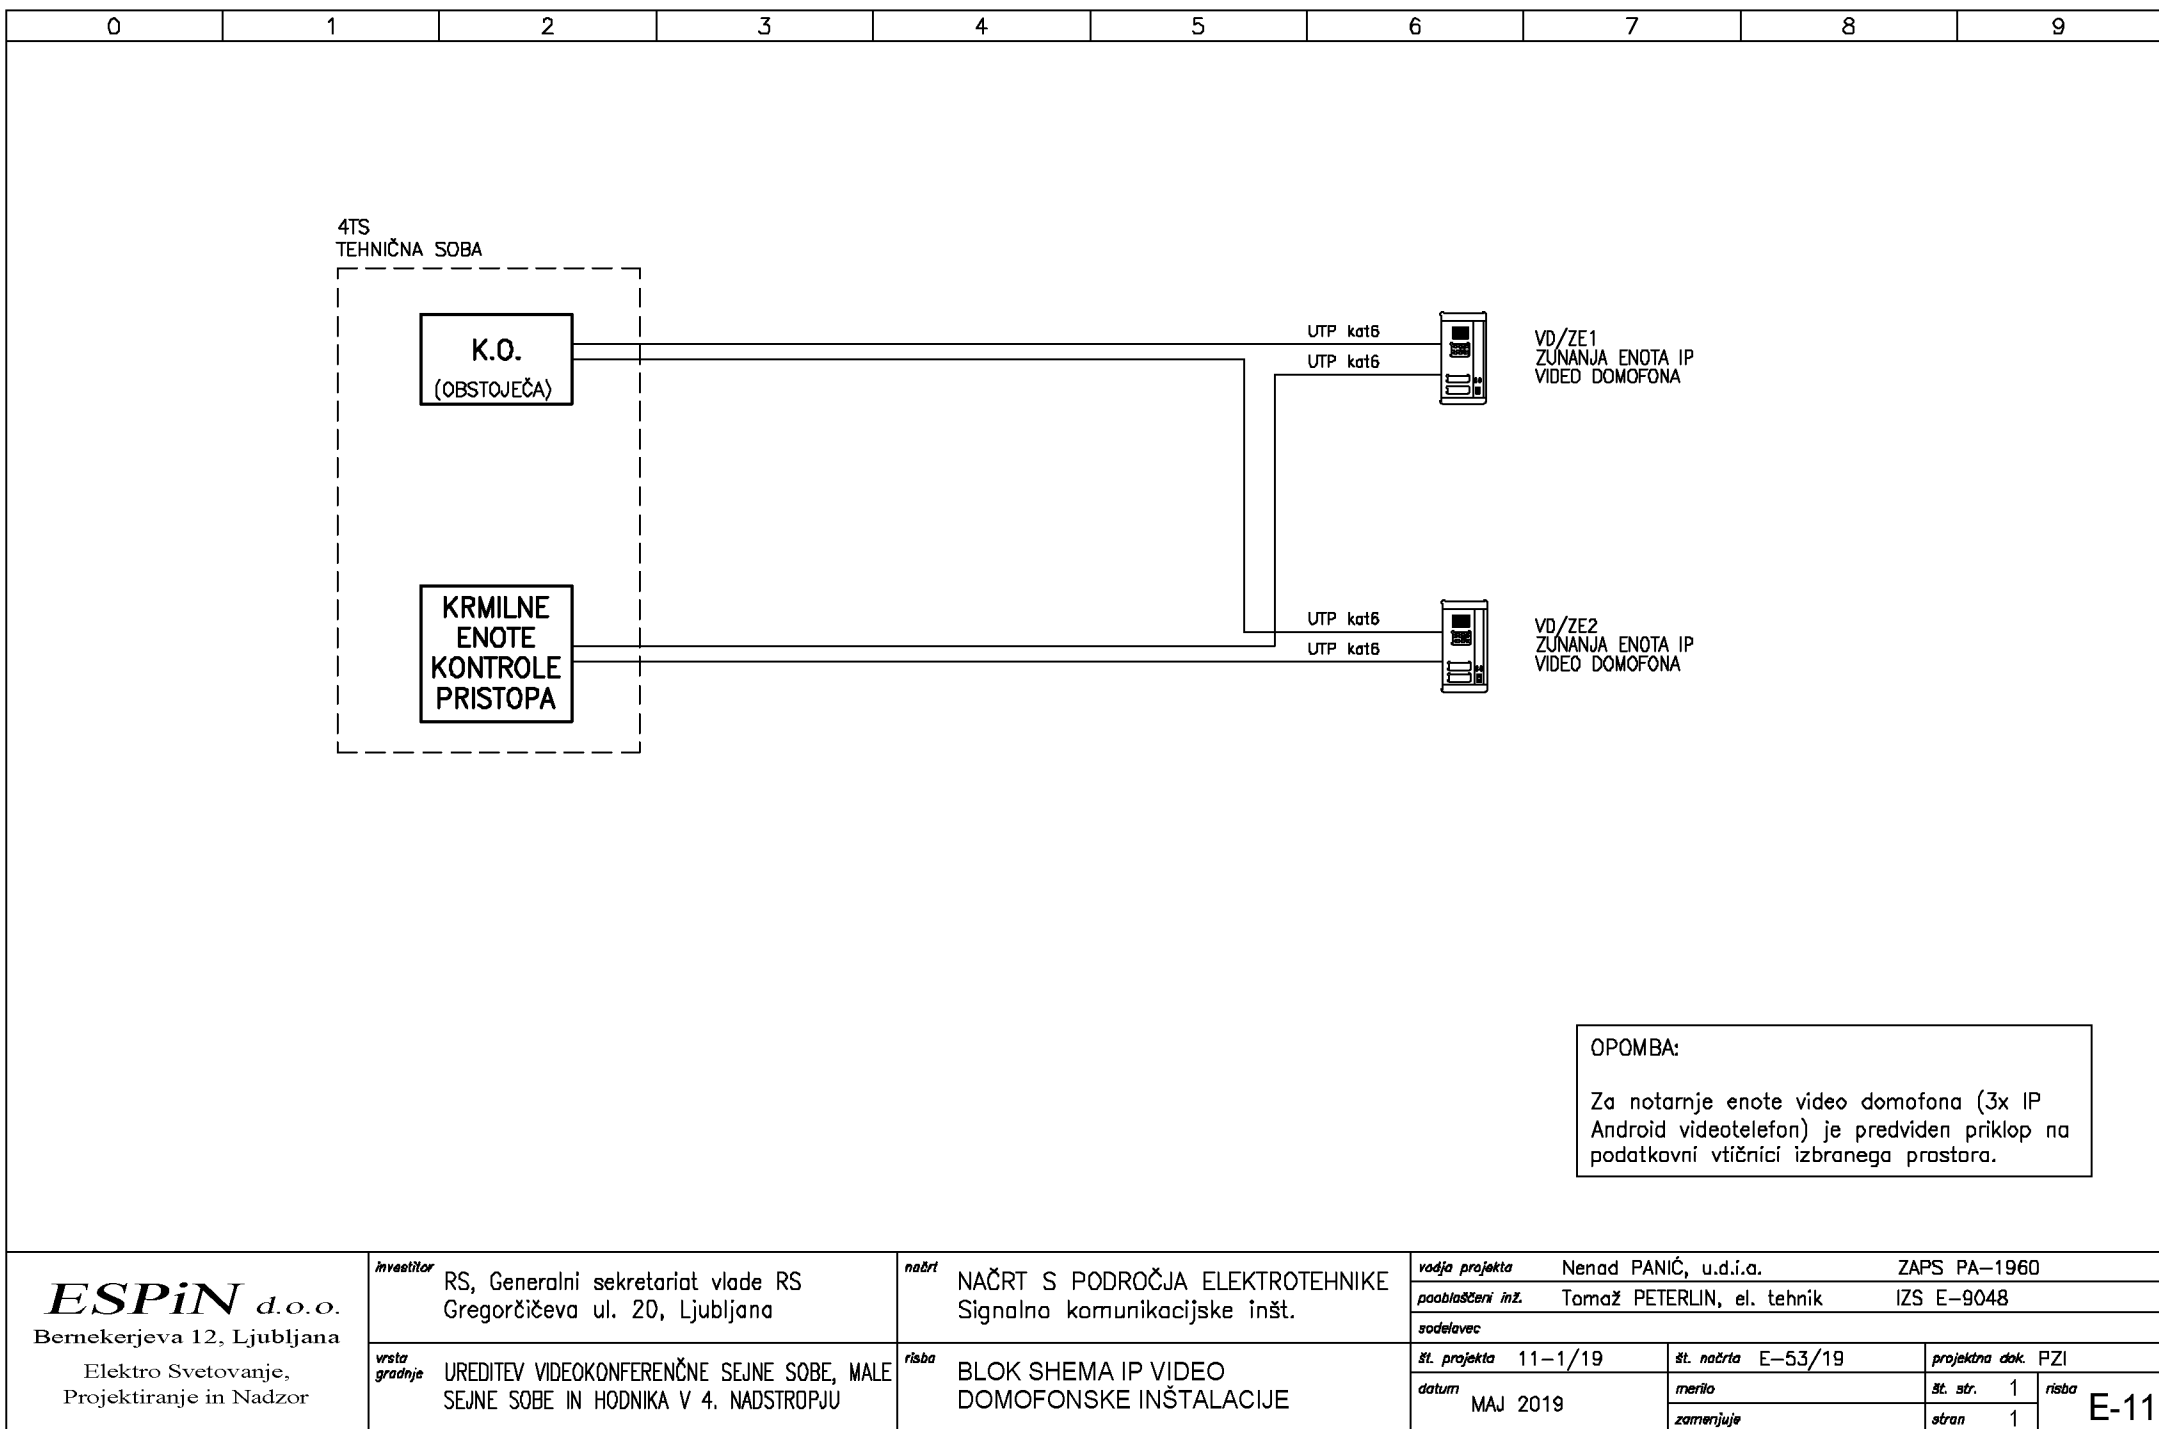 0 1 2 3 4 5 6 7 8 9
4TS
TEHNIČNA SOBA
K.O.
(OBSTOJEČA)
UTP kat6
UTP kat6
VD/ZE1
ZUNANJA ENOTA IP
VIDEO DOMOFONA
KRMILNE
ENOTE
KONTROLE
PRISTOPA
UTP kat6
UTP kat6
VD/ZE2
ZUNANJA ENOTA IP
VIDEO DOMOFONA
OPOMBA:
Za notarnje enote video domofona (3x IP
Android videotelefon) je predviden priklop na
podatkovni vtičnici izbranega prostora.
ESPiN d.o.o.
Bernekerjeva 12, Ljubljana
Elektro Svetovanje,
Projektiranje in Nadzor
investitor
RS, Generalni sekretariat vlade RS
Gregorčičeva ul. 20, Ljubljana
vrsta
gradnje
UREDITEV VIDEOKONFERENČNE SEJNE SOBE, MALE
SEJNE SOBE IN HODNIKA V 4. NADSTROPJU
načrt
NAČRT S PODROČJA ELEKTROTEHNIKE
Signalno komunikacijske inšt.
risba
BLOK SHEMA IP VIDEO
DOMOFONSKE INŠTALACIJE
vodja projekta Nenad PANIĆ, u.d.i.a. ZAPS PA-1960
pooblaščeni inž. Tomaž PETERLIN, el. tehnik IZS E-9048
sodelavec
št. projekta 11-1/19 št. načrta E-53/19 projektna dok. PZI
datum MAJ 2019
merilo
zamenjuje
št. str. 1
stran 1
risba E-11